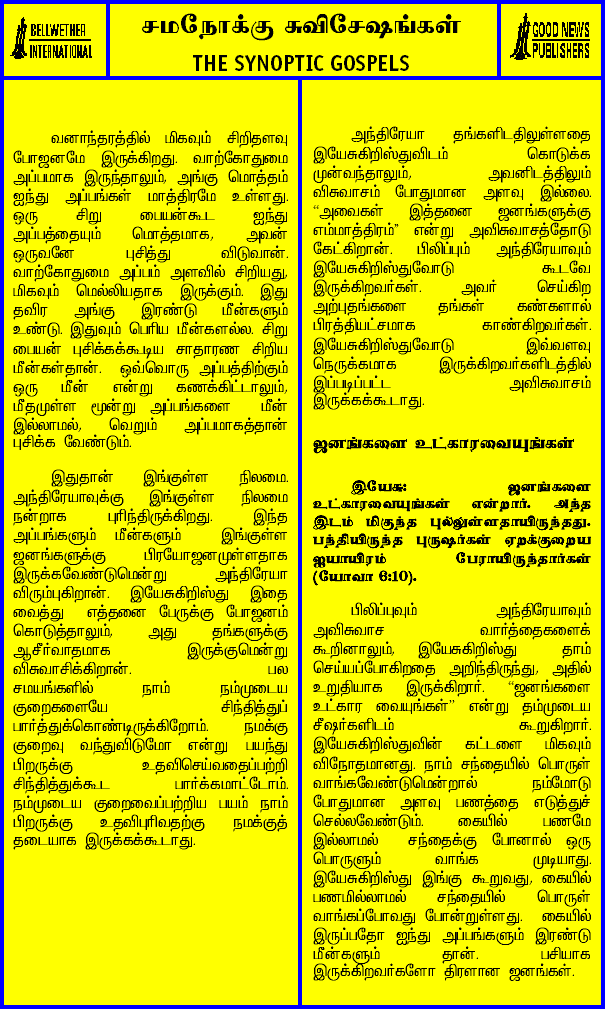 BELLWETHER
INTERNATIONAL
சமநோக்கு சுவிசேஷங்கள்
THE SYNOPTIC GOSPELS
GOOD NEWS
PUBLISHERS
வனாந்தரத்தில் மிகவும் சிறிதளவு
போஜனமே இருக்கிறது. வாற்கோதுமை
அப்பமாக இருந்தாலும், அங்கு மொத்தம்
ஐந்து அப்பங்கள் மாத்திரமே உள்ளது.
ஒரு சிறு பையன்கூட ஐந்து
அப்பத்தையும் மொத்தமாக, அவன்
ஒருவனே புசித்து விடுவான்.
வாற்கோதுமை அப்பம் அளவில் சிறியது,
மிகவும் மெல்லியதாக இருக்கும். இது
தவிர அங்கு இரண்டு மீன்களும்
உண்டு. இதுவும் பெரிய மீன்களல்ல. சிறு
பையன் புசிக்கக்கூடிய சாதாரண சிறிய
மீன்கள்தான். ஒவ்வொரு அப்பத்திற்கும்
ஒரு மீன் என்று கணக்கிட்டாலும்,
மீதமுள்ள மூன்று அப்பங்களை மீன்
இல்லாமல், வெறும் அப்பமாகத்தான்
புசிக்க வேண்டும்.
இதுதான் இங்குள்ள நிலமை.
அந்திரேயாவுக்கு இங்குள்ள நிலமை
நன்றாக புரிந்திருக்கிறது. இந்த
அப்பங்களும் மீன்களும் இங்குள்ள
ஜனங்களுக்கு பிரயோஜனமுள்ளதாக
இருக்கவேண்டுமென்று அந்திரேயா
விரும்புகிறான். இயேசுகிறிஸ்து இதை
வைத்து எத்தனை பேருக்கு போஜனம்
கொடுத்தாலும், அது தங்களுக்கு
ஆசீர்வாதமாக இருக்குமென்று
விசுவாசிக்கிறான். பல
சமயங்களில் நாம் நம்முடைய
குறைகளையே சிந்தித்துப்
பார்த்துக்கொண்டிருக்கிறோம். நமக்கு
குறைவு வந்துவிடுமோ என்று பயந்து
பிறருக்கு உதவிசெய்வதைப்பற்றி
சிந்தித்துக்கூட பார்க்கமாட்டோம்.
நம்முடைய குறைவைப்பற்றிய பயம் நாம்
பிறருக்கு உதவிபுரிவதற்கு நமக்குத்
தடையாக இருக்கக்கூடாது.
அந்திரேயா தங்களிடதிலுள்ளதை
இயேசுகிறிஸ்துவிடம் கொடுக்க
முன்வந்தாலும், அவனிடத்திலும்
விசுவாசம் போதுமான அளவு இல்லை.
“அவைகள் இத்தனை ஜனங்களுக்கு
எம்மாத்திரம்” என்று அவிசுவாசத்தோடு
கேட்கிறான். பிலிப்பும் அந்திரேயாவும்
இயேசுகிறிஸ்துவோடு கூடவே
இருக்கிறவர்கள். அவர் செய்கிற
அற்புதங்களை தங்கள் கண்களால்
பிரத்தியட்சமாக காண்கிறவர்கள்.
இயேசுகிறிஸ்துவோடு இவ்வளவு
நெருக்கமாக இருக்கிறவர்களிடத்தில்
இப்படிப்பட்ட அவிசுவாசம்
இருக்கக்கூடாது.
ஜனங்களை உட்காரவையுங்கள்
இயேசு: ஜனங்களை
உட்காரவையுங்கள் என்றார். அந்த
இடம் மிகுந்த புல்லுள்ளதாயிருந்தது.
பந்தியிருந்த புருஷர்கள் ஏறக்குறைய
ஐயாயிரம் பேராயிருந்தார்கள்
(யோவா 6:10).
பிலிப்புவும் அந்திரேயாவும்
அவிசுவாச வார்த்தைகளைக்
கூறினாலும், இயேசுகிறிஸ்து தாம்
செய்யப்போகிறதை அறிந்திருந்து, அதில்
உறுதியாக இருக்கிறார். “ஜனங்களை
உட்கார வையுங்கள்” என்று தம்முடைய
சீஷர்களிடம் கூறுகிறார்.
இயேசுகிறிஸ்துவின் கட்டளை மிகவும்
விநோதமானது. நாம் சந்தையில் பொருள்
வாங்கவேண்டுமென்றால் நம்மோடு
போதுமான அளவு பணத்தை எடுத்துச்
செல்லவேண்டும். கையில் பணமே
இல்லாமல் சந்தைக்கு போனால் ஒரு
பொருளும் வாங்க முடியாது.
இயேசுகிறிஸ்து இங்கு கூறுவது, கையில்
பணமில்லாமல் சந்தையில் பொருள்
வாங்கப்போவது போன்றுள்ளது. கையில்
இருப்பதோ ஐந்து அப்பங்களும் இரண்டு
மீன்களும் தான். பசியாக
இருக்கிறவர்களோ திரளான ஜனங்கள்.